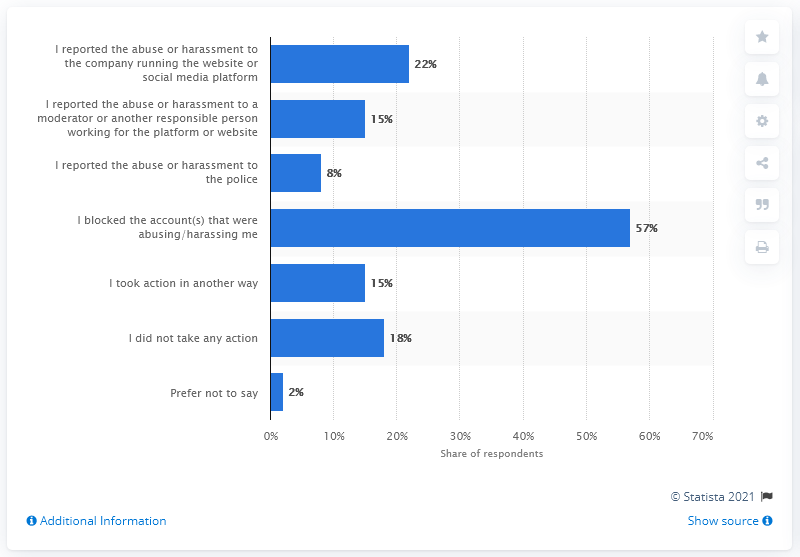 I reported the abuse or harassment to
the company running the website or
social media platform
22%
I reported the abuse or harassment to a
moderator or another responsible person
working for the platform or website
15%
I reported the abuse or harassment to
the police
8%
I blocked the account(s) that were
abusing/harassing me
57%
I took action in another way
15%
I did not take any action
18%
Prefer not to say
2%
0% 10% 20% 30% 40% 50% 60% 70%
Share of respondents
© Statista 2021
Additional Information
Show source